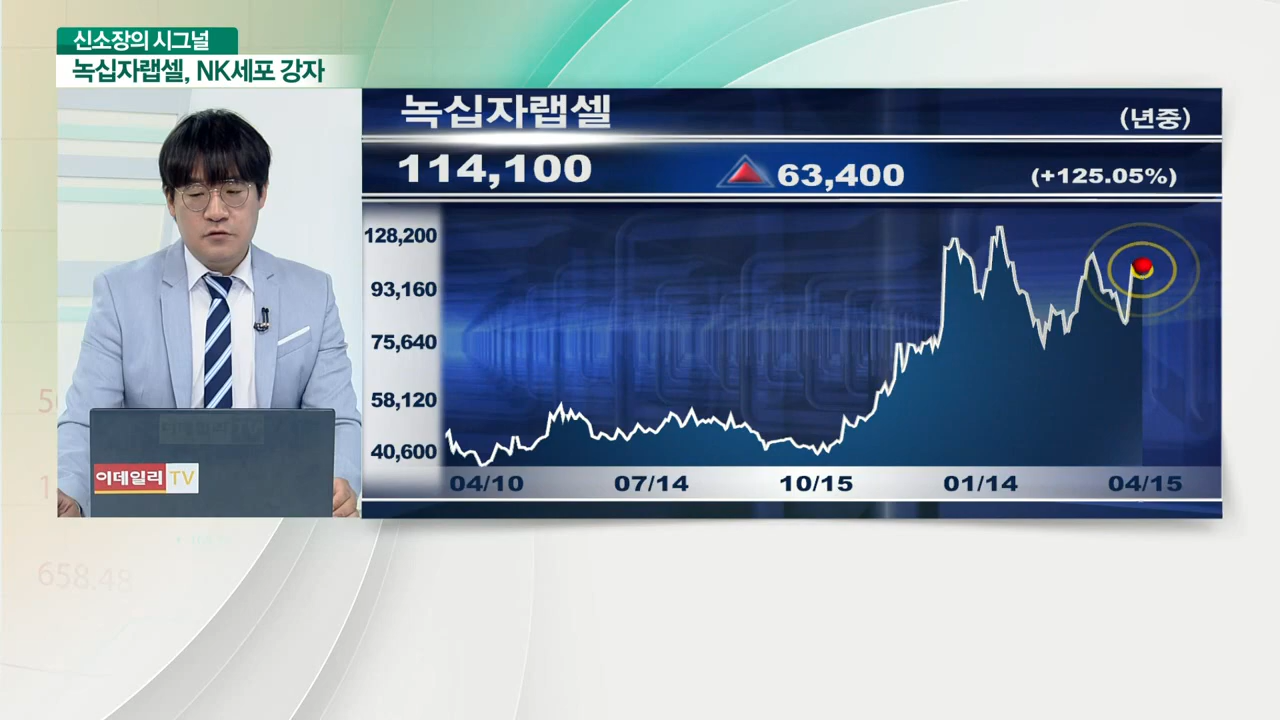 신소장의 시그널
녹십자랩셀, NK세포 강자
녹십자랩셀
(년중)
114,100
63,400
(+125.05%)
128,200
93,160
75,640
58,120
40,600
04/10
07/14
10/15
01/14
04/15
이데일리 TV
658.48